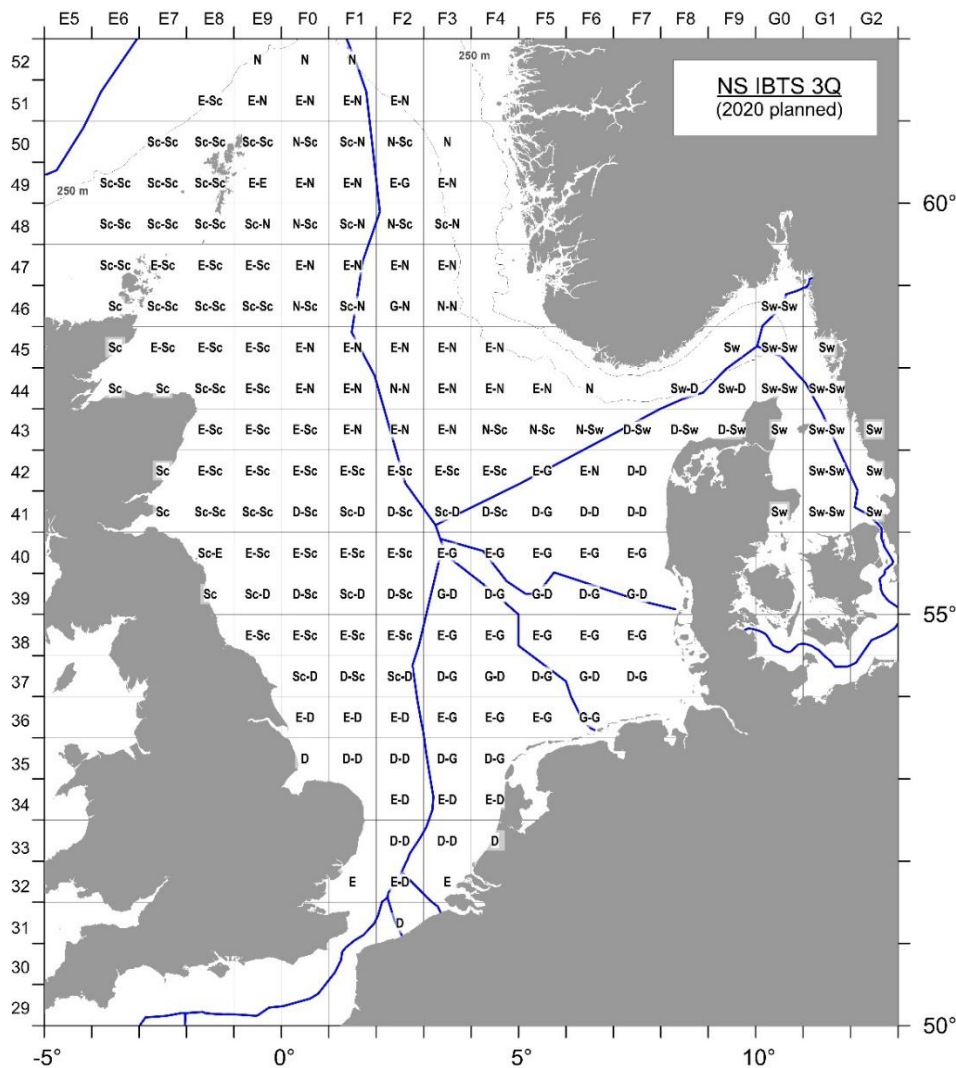 E5 E6 E7 E8 E9 F0 F1 F2 F3 F4 F5 F6 F7 F8 F9 G0 G1 G2
52 N N N 250 m
NS IBTS 3Q
(2020 planned)
51 E-Sc E-N E-N E-N E-N
50 Sc-Sc Sc-Sc Sc-Sc N-Sc Sc-N N-Sc N
49 250 m Sc-Sc Sc-Sc Sc-Sc E-E E-N E-N E-G E-N 60°
48 Sc-Sc Sc-Sc Sc-Sc Sc-N N-Sc Sc-N N-Sc Sc-N
47 Sc-Sc E-Sc E-Sc E-Sc E-N E-N E-N E-N
46 Sc Sc-Sc Sc-Sc Sc-Sc N-Sc Sc-N G-N N-N Sw-Sw
45 Sc E-Sc E-Sc E-Sc E-N E-N E-N E-N E-N Sw Sw-Sw Sw
44 Sc Sc Sc-Sc E-Sc E-N E-N N-N E-N E-N E-N N Sw-D Sw-D Sw-Sw Sw-Sw
43 E-Sc E-Sc E-Sc E-N E-N E-N N-Sc N-Sc N-Sw D-Sw D-Sw D-Sw Sw Sw-Sw Sw
42 Sc E-Sc E-Sc E-Sc E-Sc E-Sc E-Sc E-Sc E-G E-N D-D Sw-Sw Sw
41 Sc Sc-Sc Sc-Sc D-Sc Sc-D D-Sc Sc-D D-Sc D-G D-D D-D Sw Sw-Sw Sw
40 Sc-E E-Sc E-Sc E-Sc E-Sc E-G E-G E-G E-G E-G
39 Sc Sc-D D-Sc Sc-D D-Sc G-D D-G G-D D-G G-D 55°
38 E-Sc E-Sc E-Sc E-Sc E-G E-G E-G E-G E-G
37 Sc-D D-Sc Sc-D D-G G-D D-G G-D D-G
36 E-D E-D E-D E-G E-G E-G G-G
35 D D-D D-D D-G D-G
34 E-D E-D E-D
33 D-D D-D D
32 E E-D E
31 D
30
29 50°
-5° 0° 5° 10°